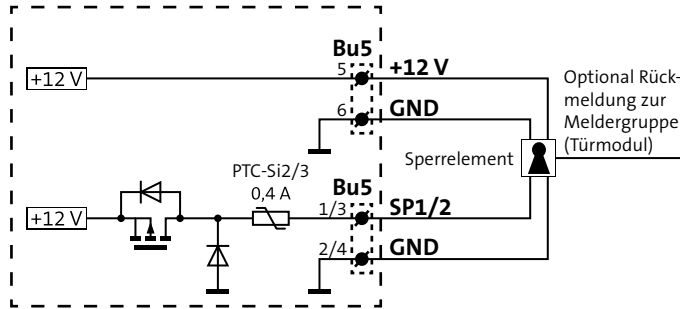 Bu5
+12 V
5
+12 V
6
GND
Optional Rück-
meldung zur
Meldergruppe
(Türmodul)
Sperrelement
PTC-Si2/3
0,4 A
Bu5
+12 V
1/3
SP1/2
2/4
GND